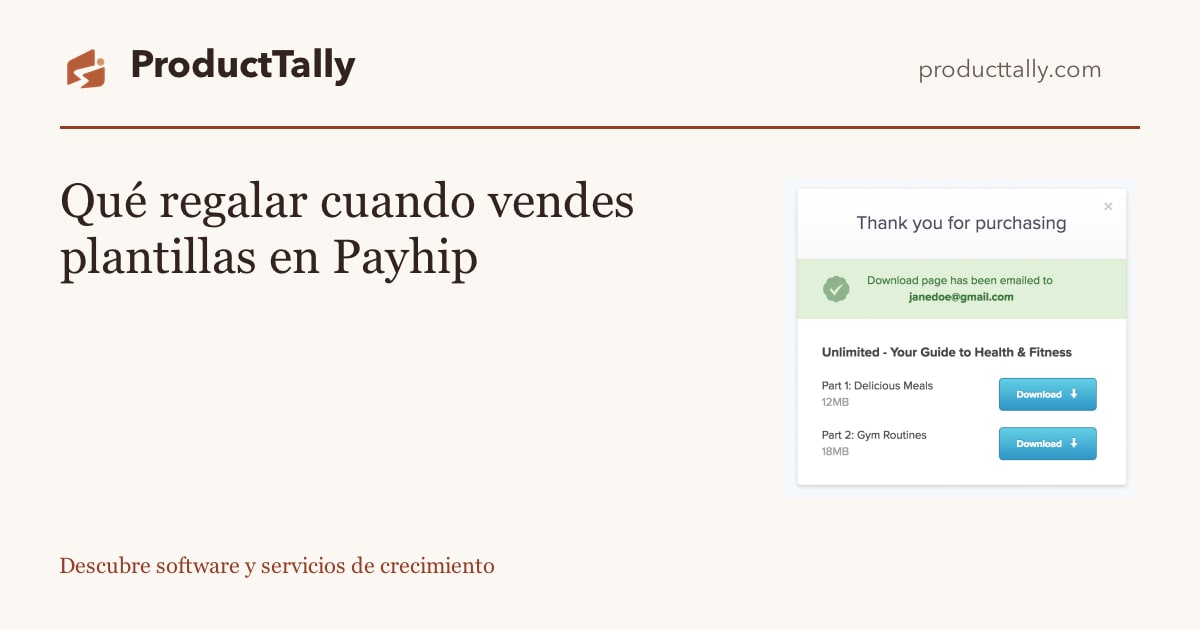 ProductTally
producttally.com
Qué regalar cuando vendes
plantillas en Payhip
Thank you for purchasing
Download page has been emailed to
janedoe@gmail.com
Unlimited - Your Guide to Health & Fitness
Part 1: Delicious Meals
12MB
Download
Part 2: Gym Routines
18MB
Download
Descubre software y servicios de crecimiento